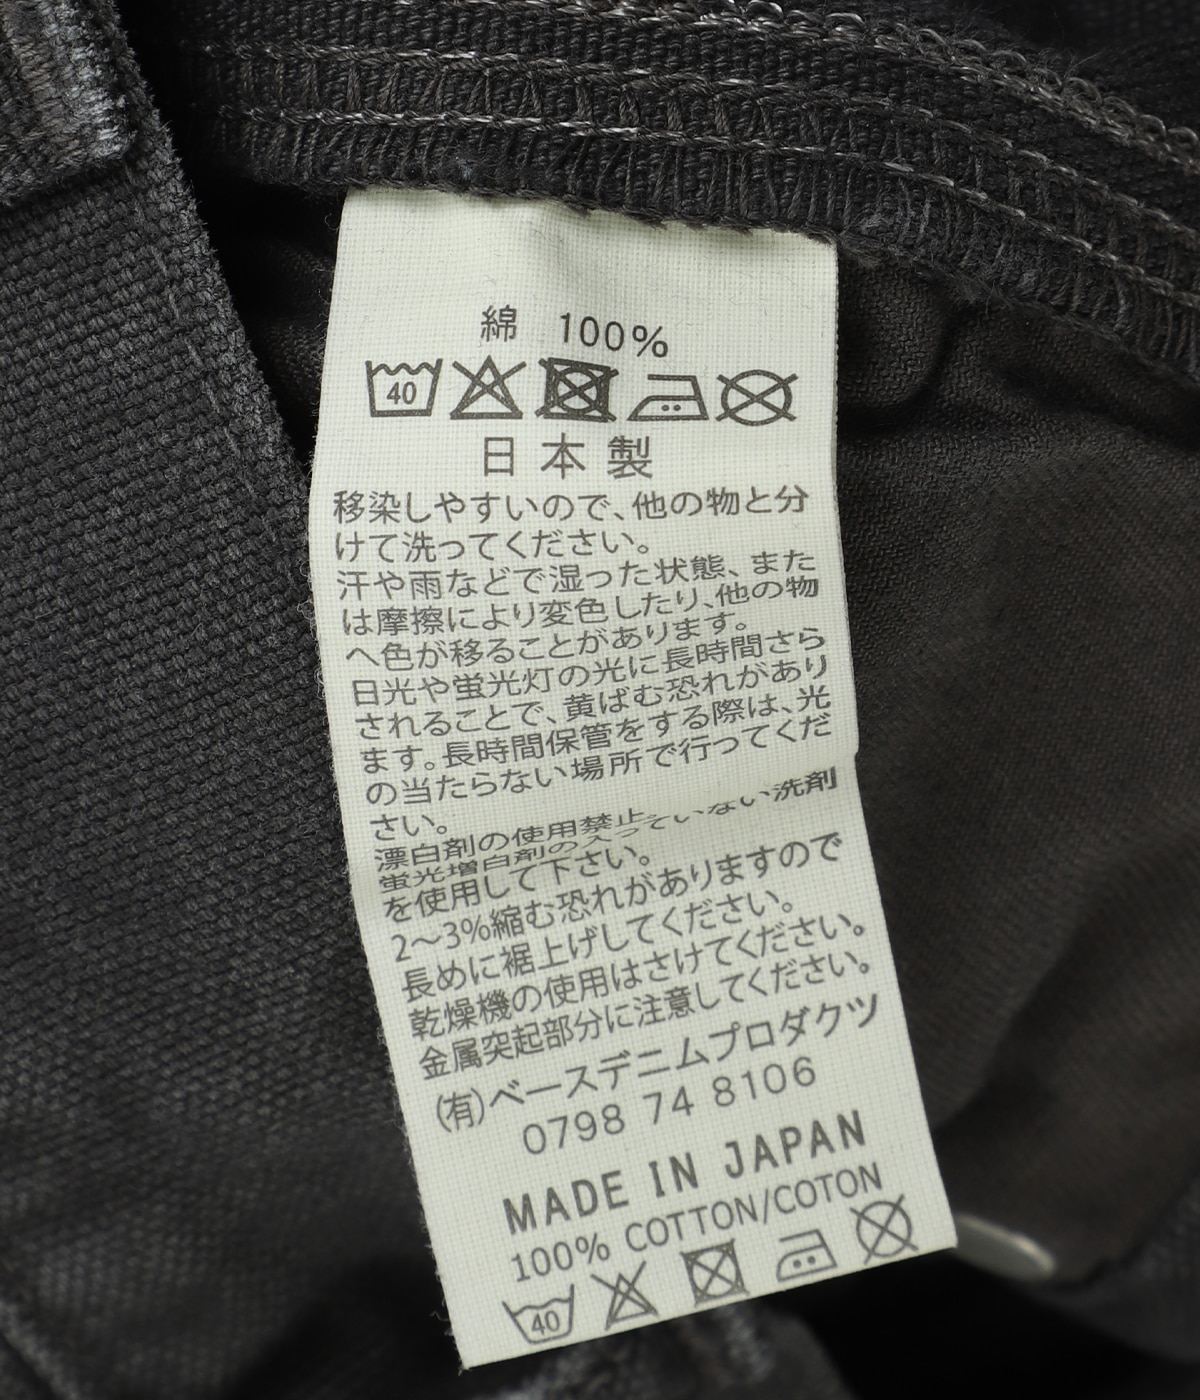 綿 100%
40
日本製
移染しやすいので、他の物と分
けて洗ってください。
汗や雨などで湿った状態、また
は摩擦により変色したり、他の物
へ色が移ることがあります。
日光や蛍光灯の光に長時間さら
されることで、黄ばむ恐れがあり
ます。長時間保管をする際は、光
の当たらない場所で行ってくだ
さい。
漂白剤の使用禁止。
蛍光増白剤の入っていない洗剤
を使用して下さい。
2～3%縮む恐れがありますので
長めに裾上げしてください。
乾燥機の使用はさけてください。
金属突起部分に注意してください。
(有)ベースデニムプロダクツ
0798 74 8106
MADE IN JAPAN
100% COTTON/COTON
40